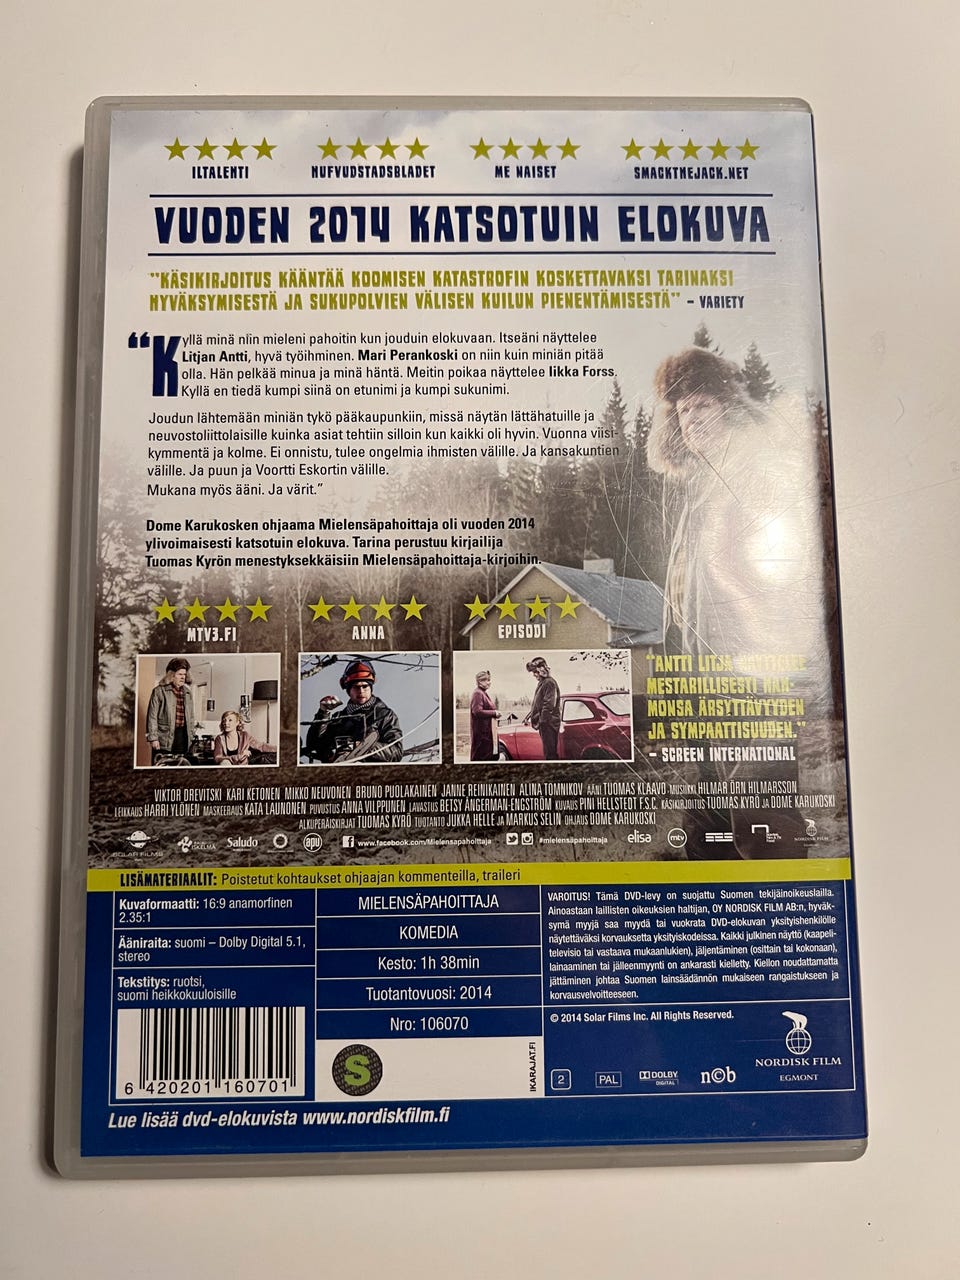 ILTALEHTI
HUFVUDSTADSBLADET
ME NAISET
SMACKTHEJACK.NET
VUODEN 2014 KATSOTUIN ELOKUVA
"KÄSIKIRJOITUS KÄÄNTÄÄ KOOMISEN KATASTROFIN KOSKETTAVAKSI TARINAKSI
HYVÄKSYMISESTÄ JA SUKUPOLVIEN VÄLISEN KUILUN PIENENTÄMISESTÄ" – VARIETY
"Kyllä minä niin mieleni pahoitin kun jouduin elokuvaan. Itseäni näyttelee
Litjan Antti, hyvä työihminen. Mari Perankoski on niin kuin miniän pitää
olla. Hän pelkää minua ja minä häntä. Meitin poikaa näyttelee Iikka Forss.
Kyllä en tiedä kumpi siinä on etunimi ja kumpi sukunimi.
Joudun lähtemään miniän tykö pääkaupunkiin, missä näytän lättähatuille ja
neuvostoliittolaisille kuinka asiat tehtiin silloin kun kaikki oli hyvin. Vuonna viisi-
kymmentä ja kolme. Ei onnistu, tulee ongelmia ihmisten välille. Ja kansakuntien
välille. Ja puun ja Voortti Eskortin välille.
Mukana myös ääni. Ja värit."
Dome Karukosken ohjaama Mielensäpahoittaja oli vuoden 2014
ylivoimaisesti katsotuin elokuva. Tarina perustuu kirjailija
Tuomas Kyrön menestyksekkäisiin Mielensäpahoittaja-kirjoihin.
MTV3.FI
ANNA
EPISODI
"ANTTI LITJA NÄYTTELEE
MESTARILLISESTI HAH-
MONSA ÄRSYTTÄVYYDEN
JA SYMPAATTISUUDEN."
– SCREEN INTERNATIONAL
VIKTOR DREVITSKI KARI KETONEN MIKKO NEUVONEN BRUNO PUOLAKAINEN JANNE REINIKAINEN ALINA TOMNIKOV ÄÄNI TUOMAS KLAAVO MUSIIKKI HILMAR ÖRN HILMARSSON
LEIKKAUS HARRI YLÖNEN MASKEERAUS KATA LAUNONEN PUVUSTUS ANNA VILPPUNEN LAVASTUS BETSY ÅNGERMAN-ENGSTRÖM KUVAUS PINI HELLSTEDT F.S.C. KÄSIKIRJOITUS TUOMAS KYRÖ JA DOME KARUKOSKI
ALKUPERÄISKIRJAT TUOMAS KYRÖ TUOTANTO JUKKA HELLE JA MARKUS SELIN OHJAUS DOME KARUKOSKI
SOLAR FILMS
Saludo
apu
www.facebook.com/Mielensapahoittaja
#mielensapahoittaja
elisa
mtv
NORDISK FILM
LISÄMATERIAALIT: Poistetut kohtaukset ohjaajan kommenteilla, traileri
Kuvaformaatti: 16:9 anamorfinen
2.35:1
Ääniraita: suomi – Dolby Digital 5.1,
stereo
Tekstitys: ruotsi,
suomi heikkokuuloisille
6 420201 160701
MIELENSÄPAHOITTAJA
KOMEDIA
Kesto: 1h 38min
Tuotantovuosi: 2014
Nro: 106070
S
IKARAJAT.FI
VAROITUS! Tämä DVD-levy on suojattu Suomen tekijäinoikeuslailla.
Ainoastaan laillisten oikeuksien haltijan, OY NORDISK FILM AB:n, hyväk-
symä myyjä saa myydä tai vuokrata DVD-elokuvan yksityishenkilölle
näytettäväksi korvauksetta yksityiskodeissa. Kaikki julkinen näyttö (kaapeli-
televisio tai vastaava mukaanlukien), jäljentäminen (osittain tai kokonaan),
lainaaminen tai jälleenmyynti on ankarasti kielletty. Kiellon noudattamatta
jättäminen johtaa Suomen lainsäädännön mukaiseen rangaistukseen ja
korvausvelvoitteeseen.
© 2014 Solar Films Inc. All Rights Reserved.
2
PAL
DOLBY
DIGITAL
n©b
NORDISK FILM
EGMONT
Lue lisää dvd-elokuvista www.nordiskfilm.fi